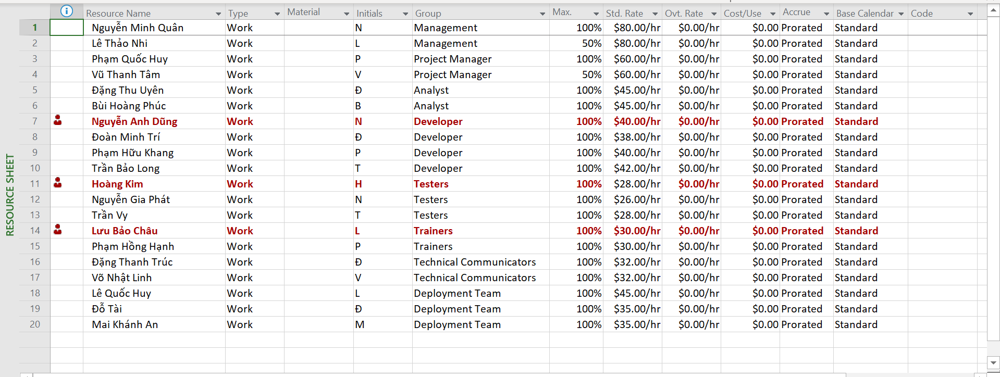 Resource Name Type Material Initials Group Max. Std. Rate Ovt. Rate Cost/Use Accrue Base Calendar Code
1 Nguyễn Minh Quân Work N Management 100% $80.00/hr $0.00/hr $0.00 Prorated Standard
2 Lê Thảo Nhi Work L Management 50% $80.00/hr $0.00/hr $0.00 Prorated Standard
3 Phạm Quốc Huy Work P Project Manager 100% $60.00/hr $0.00/hr $0.00 Prorated Standard
4 Vũ Thanh Tâm Work V Project Manager 50% $60.00/hr $0.00/hr $0.00 Prorated Standard
5 Đặng Thu Uyên Work Đ Analyst 100% $45.00/hr $0.00/hr $0.00 Prorated Standard
6 Bùi Hoàng Phúc Work B Analyst 100% $45.00/hr $0.00/hr $0.00 Prorated Standard
7 Nguyễn Anh Dũng Work N Developer 100% $40.00/hr $0.00/hr $0.00 Prorated Standard
8 Đoàn Minh Trí Work Đ Developer 100% $38.00/hr $0.00/hr $0.00 Prorated Standard
9 Phạm Hữu Khang Work P Developer 100% $40.00/hr $0.00/hr $0.00 Prorated Standard
10 Trần Bảo Long Work T Developer 100% $42.00/hr $0.00/hr $0.00 Prorated Standard
11 Hoàng Kim Work H Testers 100% $28.00/hr $0.00/hr $0.00 Prorated Standard
12 Nguyễn Gia Phát Work N Testers 100% $26.00/hr $0.00/hr $0.00 Prorated Standard
13 Trần Vy Work T Testers 100% $28.00/hr $0.00/hr $0.00 Prorated Standard
14 Lưu Bảo Châu Work L Trainers 100% $30.00/hr $0.00/hr $0.00 Prorated Standard
15 Phạm Hồng Hạnh Work P Trainers 100% $30.00/hr $0.00/hr $0.00 Prorated Standard
16 Đặng Thanh Trúc Work Đ Technical Communicators 100% $32.00/hr $0.00/hr $0.00 Prorated Standard
17 Võ Nhật Linh Work V Technical Communicators 100% $32.00/hr $0.00/hr $0.00 Prorated Standard
18 Lê Quốc Huy Work L Deployment Team 100% $45.00/hr $0.00/hr $0.00 Prorated Standard
19 Đỗ Tài Work Đ Deployment Team 100% $35.00/hr $0.00/hr $0.00 Prorated Standard
20 Mai Khánh An Work M Deployment Team 100% $35.00/hr $0.00/hr $0.00 Prorated Standard
RESOURCE SHEET